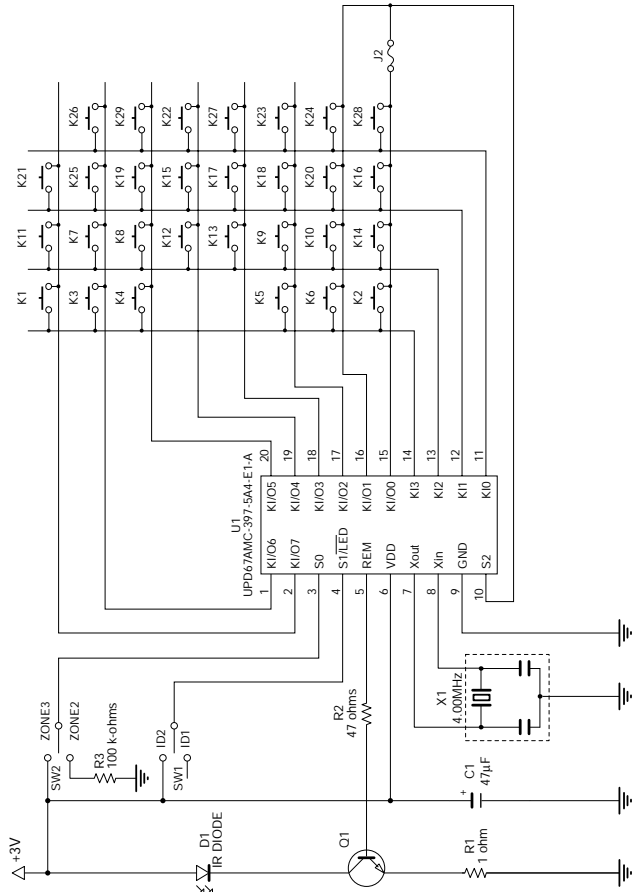 +3V
SW2
ZONE3
ZONE2
R3
100 k-ohms
ID2
SW1
ID1
D1
IR DIODE
Q1
R2
47 ohms
R1
1 ohm
C1
+
47µF
X1
4.00MHz
U1
UPD67AMC-397-5A4-E1-A
1 KI/O6 KI/O5 20
2 KI/O7 KI/O4 19
3 S0 KI/O3 18
4 S1/LED KI/O2 17
5 REM KI/O1 16
6 VDD KI/O0 15
7 Xout KI3 14
8 Xin KI2 13
9 GND KI1 12
10 S2 KI0 11
K1 K11 K21
K3 K7 K25 K26
K4 K8 K19 K29
K12 K15 K22
K13 K17 K27
K5 K9 K18 K23
K6 K10 K20 K24
K2 K14 K16 K28
J2